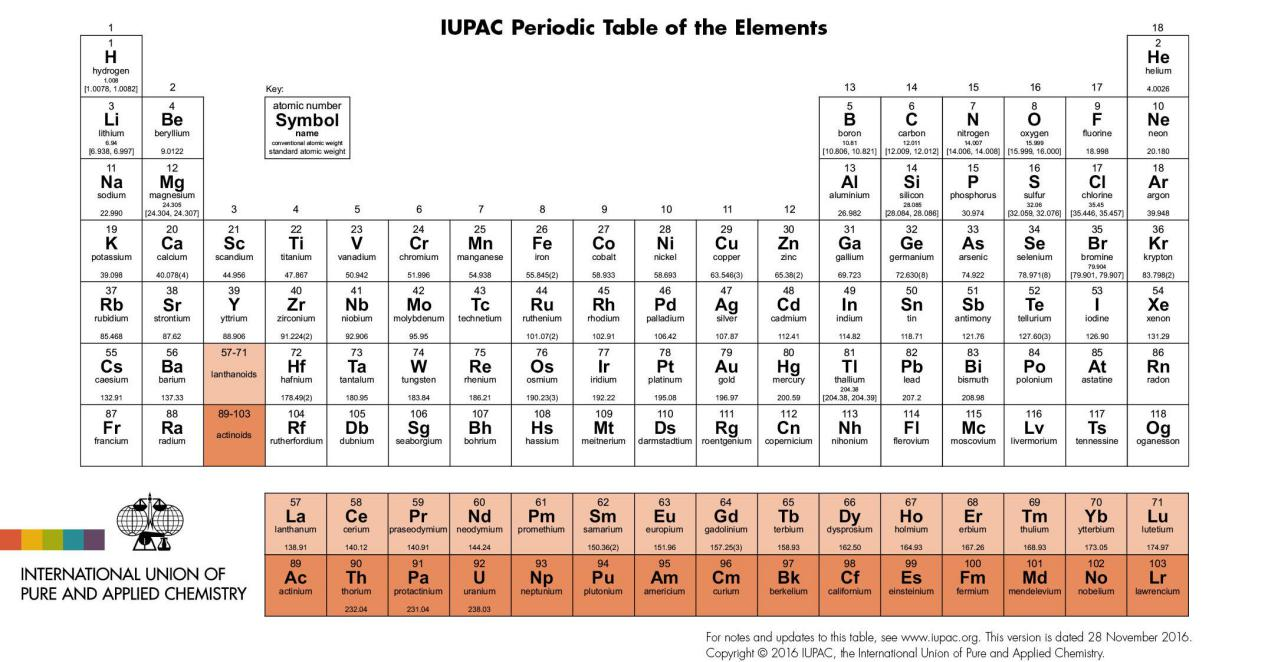 IUPAC Periodic Table of the Elements
1 18
1 2
H He
hydrogen helium
1.008
[1.0078, 1.0082] 2 Key: 13 14 15 16 17 4.0026
3 4 atomic number 5 6 7 8 9 10
Li Be Symbol B C N O F Ne
lithium beryllium name boron carbon nitrogen oxygen fluorine neon
6.94 conventional atomic weight 10.81 12.011 14.007 15.999
[6.938, 6.997] 9.0122 standard atomic weight [10.806, 10.821] [12.009, 12.012] [14.006, 14.008] [15.999, 16.000] 18.998 20.180
11 12 13 14 15 16 17 18
Na Mg Al Si P S Cl Ar
sodium magnesium aluminium silicon phosphorus sulfur chlorine argon
24.305 28.085 32.06 35.45
22.990 [24.304, 24.307] 3 4 5 6 7 8 9 10 11 12 26.982 [28.084, 28.086] 30.974 [32.059, 32.076] [35.446, 35.457] 39.948
19 20 21 22 23 24 25 26 27 28 29 30 31 32 33 34 35 36
K Ca Sc Ti V Cr Mn Fe Co Ni Cu Zn Ga Ge As Se Br Kr
potassium calcium scandium titanium vanadium chromium manganese iron cobalt nickel copper zinc gallium germanium arsenic selenium bromine krypton
79.904
39.098 40.078(4) 44.956 47.867 50.942 51.996 54.938 55.845(2) 58.933 58.693 63.546(3) 65.38(2) 69.723 72.630(8) 74.922 78.971(8) [79.901, 79.907] 83.798(2)
37 38 39 40 41 42 43 44 45 46 47 48 49 50 51 52 53 54
Rb Sr Y Zr Nb Mo Tc Ru Rh Pd Ag Cd In Sn Sb Te I Xe
rubidium strontium yttrium zirconium niobium molybdenum technetium ruthenium rhodium palladium silver cadmium indium tin antimony tellurium iodine xenon
85.468 87.62 88.906 91.224(2) 92.906 95.95 101.07(2) 102.91 106.42 107.87 112.41 114.82 118.71 121.76 127.60(3) 126.90 131.29
55 56 57-71 72 73 74 75 76 77 78 79 80 81 82 83 84 85 86
Cs Ba lanthanoids Hf Ta W Re Os Ir Pt Au Hg Tl Pb Bi Po At Rn
caesium barium hafnium tantalum tungsten rhenium osmium iridium platinum gold mercury thallium lead bismuth polonium astatine radon
204.38
132.91 137.33 178.49(2) 180.95 183.84 186.21 190.23(3) 192.22 195.08 196.97 200.59 [204.38, 204.39] 207.2 208.98
87 88 89-103 104 105 106 107 108 109 110 111 112 113 114 115 116 117 118
Fr Ra actinoids Rf Db Sg Bh Hs Mt Ds Rg Cn Nh Fl Mc Lv Ts Og
francium radium rutherfordium dubnium seaborgium bohrium hassium meitnerium darmstadtium roentgenium copernicium nihonium flerovium moscovium livermorium tennessine oganesson
57 58 59 60 61 62 63 64 65 66 67 68 69 70 71
La Ce Pr Nd Pm Sm Eu Gd Tb Dy Ho Er Tm Yb Lu
lanthanum cerium praseodymium neodymium promethium samarium europium gadolinium terbium dysprosium holmium erbium thulium ytterbium lutetium
138.91 140.12 140.91 144.24 150.36(2) 151.96 157.25(3) 158.93 162.50 164.93 167.26 168.93 173.05 174.97
89 90 91 92 93 94 95 96 97 98 99 100 101 102 103
Ac Th Pa U Np Pu Am Cm Bk Cf Es Fm Md No Lr
actinium thorium protactinium uranium neptunium plutonium americium curium berkelium californium einsteinium fermium mendelevium nobelium lawrencium
232.04 231.04 238.03
INTERNATIONAL UNION OF
PURE AND APPLIED CHEMISTRY
For notes and updates to this table, see www.iupac.org. This version is dated 28 November 2016.
Copyright © 2016 IUPAC, the International Union of Pure and Applied Chemistry.